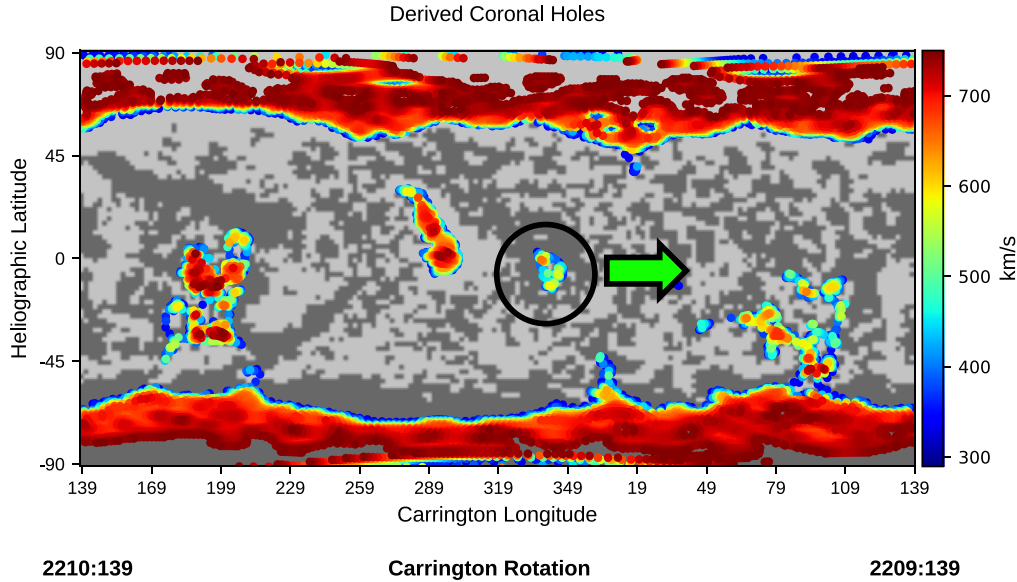 Derived Coronal Holes
90
45
0
-45
-90
Heliographic Latitude
139 169 199 229 259 289 319 349 19 49 79 109 139
Carrington Longitude
700
600
500
400
300
km/s
2210:139 Carrington Rotation 2209:139